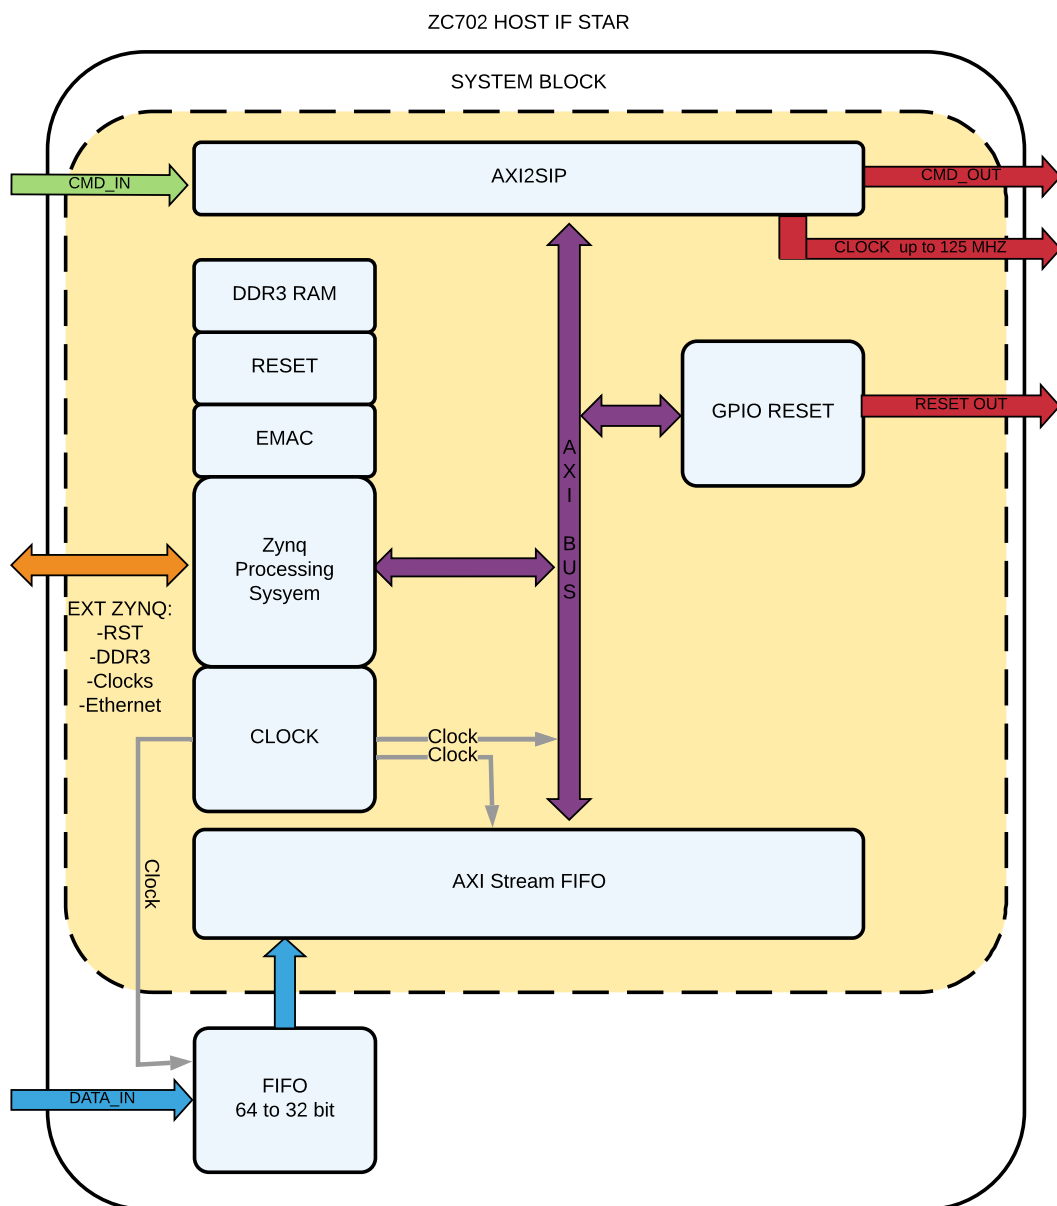 ZC702 HOST IF STAR
SYSTEM BLOCK
AXI2SIP
CMD_IN
CMD_OUT
CLOCK up to 125 MHZ
DDR3 RAM
RESET
EMAC
GPIO RESET
RESET OUT
A
X
I
B
U
S
Zynq
Processing
Sysyem
EXT ZYNQ:
-RST
-DDR3
-Clocks
-Ethernet
CLOCK
Clock
Clock
Clock
AXI Stream FIFO
FIFO
64 to 32 bit
DATA_IN